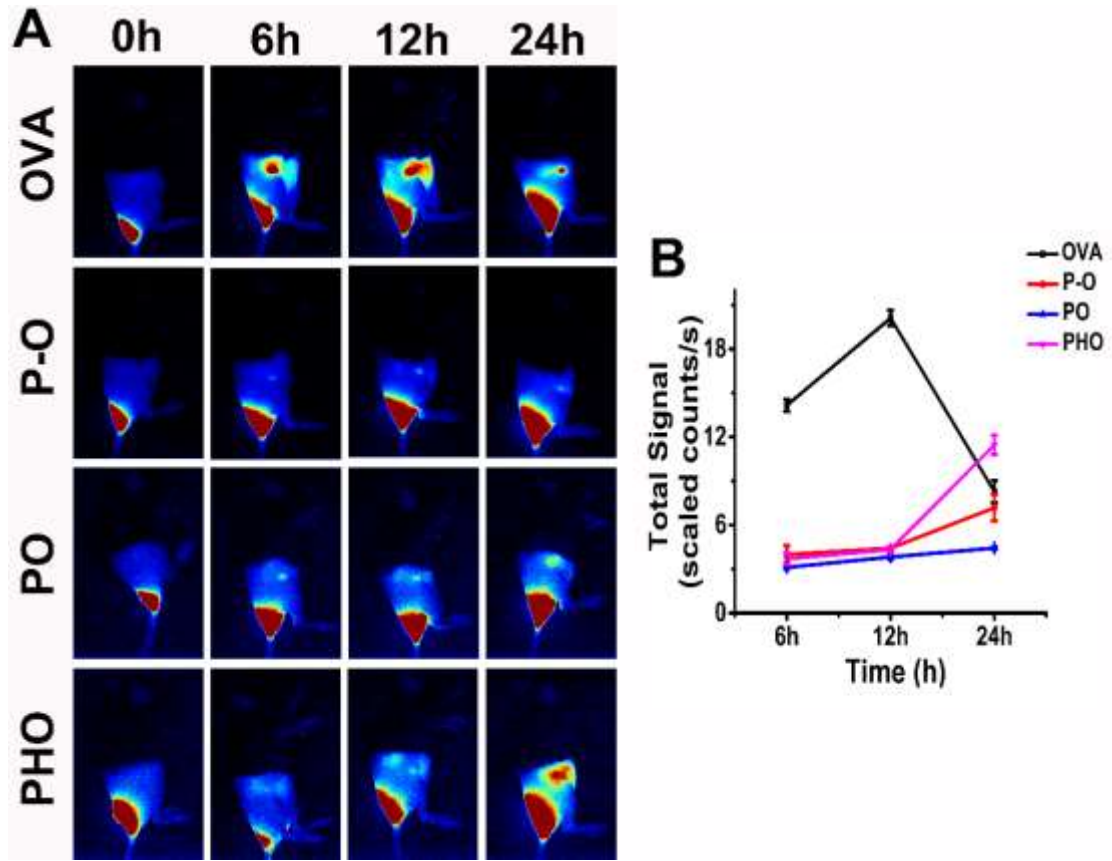 A
0h 6h 12h 24h
OVA
P-O
PO
PHO
B
OVA
P-O
PO
PHO
Total Signal
(scaled counts/s)
18
12
6
0
6h 12h 24h
Time (h)